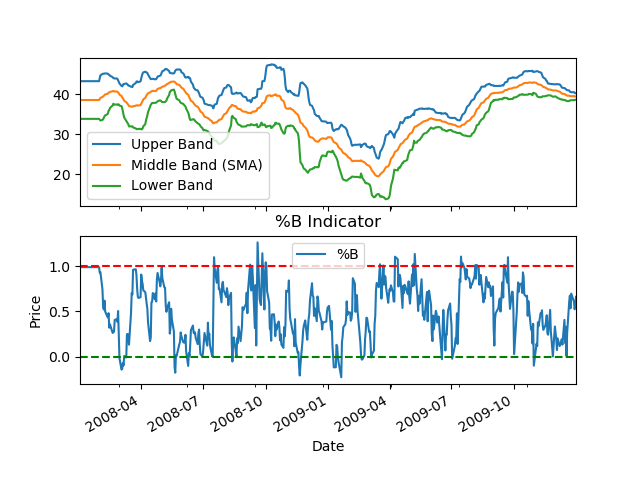 40
30
20
Upper Band
Middle Band (SMA)
Lower Band
%B Indicator
%B
1.0
0.5
0.0
Price
2008-04
2008-07
2008-10
2009-01
2009-04
2009-07
2009-10
Date